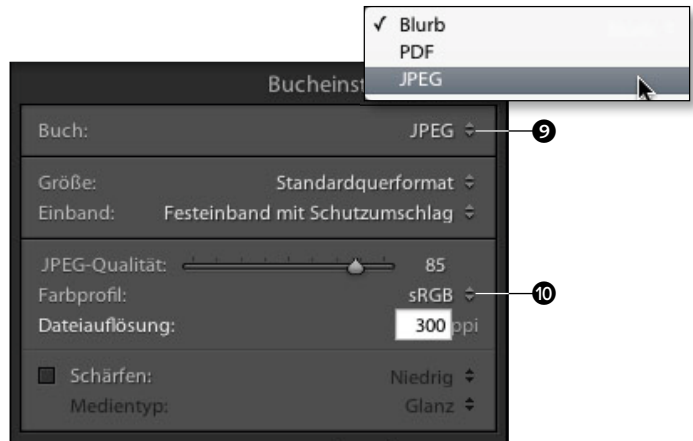 ✓ Blurb
PDF
JPEG
Bucheinst
Buch: JPEG
9
Größe: Standardquerformat
Einband: Festeinband mit Schutzumschlag
JPEG-Qualität: 85
Farbprofil: sRGB
10
Dateiauflösung: 300 ppi
Schärfen: Niedrig
Medientyp: Glanz